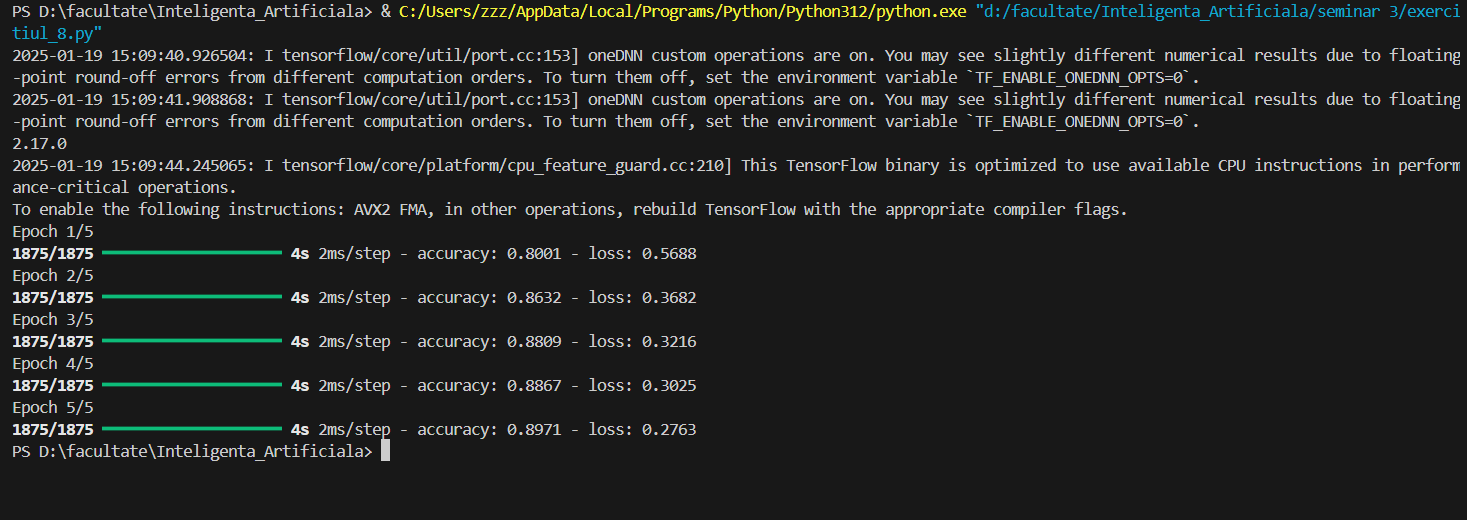 PS D:\facultate\Inteligenta_Artificiala> & C:/Users/zzz/AppData/Local/Programs/Python/Python312/python.exe "d:/facultate/Inteligenta_Artificiala/seminar 3/exerci
tiul_8.py"
2025-01-19 15:09:40.926504: I tensorflow/core/util/port.cc:153] oneDNN custom operations are on. You may see slightly different numerical results due to floating
-point round-off errors from different computation orders. To turn them off, set the environment variable `TF_ENABLE_ONEDNN_OPTS=0`.
2025-01-19 15:09:41.908868: I tensorflow/core/util/port.cc:153] oneDNN custom operations are on. You may see slightly different numerical results due to floating
-point round-off errors from different computation orders. To turn them off, set the environment variable `TF_ENABLE_ONEDNN_OPTS=0`.
2.17.0
2025-01-19 15:09:44.245065: I tensorflow/core/platform/cpu_feature_guard.cc:210] This TensorFlow binary is optimized to use available CPU instructions in perform
ance-critical operations.
To enable the following instructions: AVX2 FMA, in other operations, rebuild TensorFlow with the appropriate compiler flags.
Epoch 1/5
1875/1875 4s 2ms/step - accuracy: 0.8001 - loss: 0.5688
Epoch 2/5
1875/1875 4s 2ms/step - accuracy: 0.8632 - loss: 0.3682
Epoch 3/5
1875/1875 4s 2ms/step - accuracy: 0.8809 - loss: 0.3216
Epoch 4/5
1875/1875 4s 2ms/step - accuracy: 0.8867 - loss: 0.3025
Epoch 5/5
1875/1875 4s 2ms/step - accuracy: 0.8971 - loss: 0.2763
PS D:\facultate\Inteligenta_Artificiala>